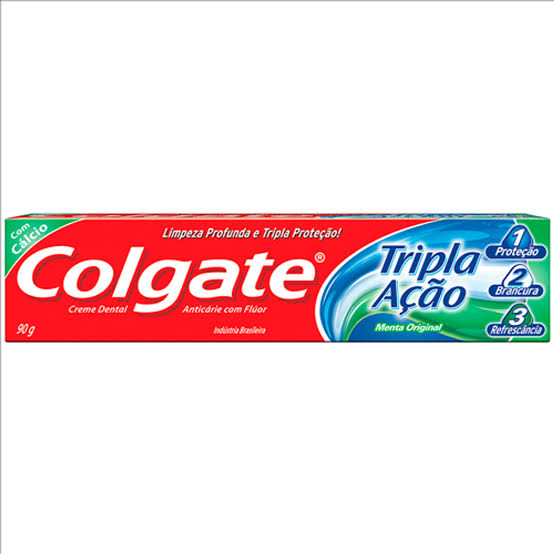 Com
Cálcio
Limpeza Profunda e Tripla Proteção!
Colgate®
Creme Dental
Anticárie com Flúor
90 g
Indústria Brasileira
Tripla
Ação
Menta Original
1
Proteção
2
Brancura
3
Refrescância